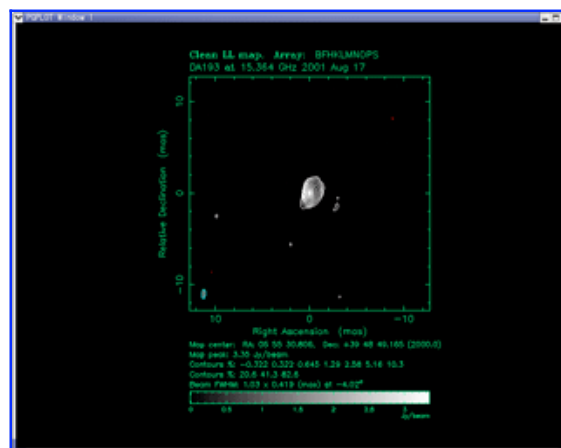 PGPLOT Window 1
Clean LL map. Array: BFHKLMNOPS
DA193 at 15.364 GHz 2001 Aug 17
10
0
-10
Relative Declination (mas)
10 0 -10
Right Ascension (mas)
Map center: RA: 05 55 30.806, Dec: +39 48 49.165 (2000.0)
Map peak: 3.35 Jy/beam
Contours %: -0.322 0.322 0.645 1.29 2.58 5.16 10.3
Contours %: 20.6 41.3 82.6
Beam FWHM: 1.03 x 0.419 (mas) at -4.02°
0 0.5 1 1.5 2 2.5 3
Jy/beam